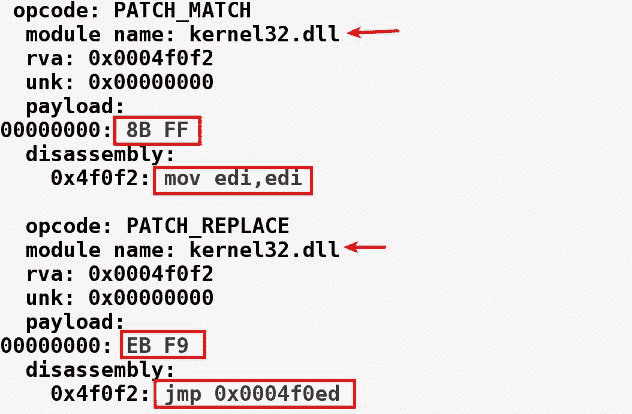 opcode: PATCH_MATCH
module name: kernel32.dll
rva: 0x0004f0f2
unk: 0x00000000
payload:
00000000: 8B FF
disassembly:
0x4f0f2: mov edi,edi
opcode: PATCH_REPLACE
module name: kernel32.dll
rva: 0x0004f0f2
unk: 0x00000000
payload:
00000000: EB F9
disassembly:
0x4f0f2: jmp 0x0004f0ed